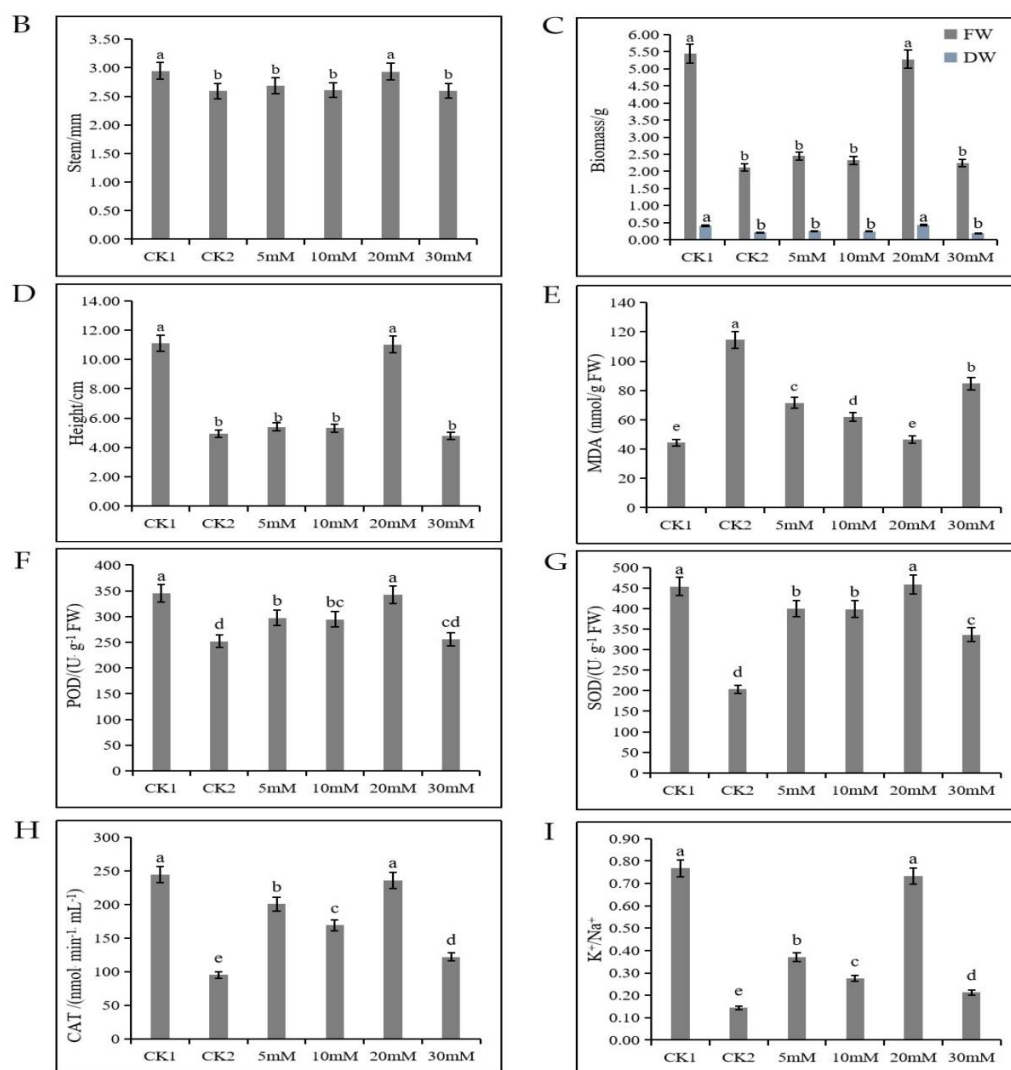 B
Stem/mm
3.50
3.00
2.50
2.00
1.50
1.00
0.50
0.00
a b b b a b
CK1 CK2 5mM 10mM 20mM 30mM
C
Biomass/g
FW
DW
6.00
5.50
5.00
4.50
4.00
3.50
3.00
2.50
2.00
1.50
1.00
0.50
0.00
a b b b a b
a b b b a b
CK1 CK2 5mM 10mM 20mM 30mM
D
Height/cm
14.00
12.00
10.00
8.00
6.00
4.00
2.00
0.00
a b b b a b
CK1 CK2 5mM 10mM 20mM 30mM
E
MDA (nmol/g FW)
140
120
100
80
60
40
20
0
e a c d e b
CK1 CK2 5mM 10mM 20mM 30mM
F
POD/(U· g⁻¹ FW)
400
350
300
250
200
150
100
50
0
a d b bc a cd
CK1 CK2 5mM 10mM 20mM 30mM
G
SOD/(U· g⁻¹ FW)
500
450
400
350
300
250
200
150
100
50
0
a d b b a c
CK1 CK2 5mM 10mM 20mM 30mM
H
CAT /(nmol· min⁻¹· mL⁻¹)
300
250
200
150
100
50
0
a e b c a d
CK1 CK2 5mM 10mM 20mM 30mM
I
K⁺/Na⁺
0.90
0.80
0.70
0.60
0.50
0.40
0.30
0.20
0.10
0.00
a e b c a d
CK1 CK2 5mM 10mM 20mM 30mM